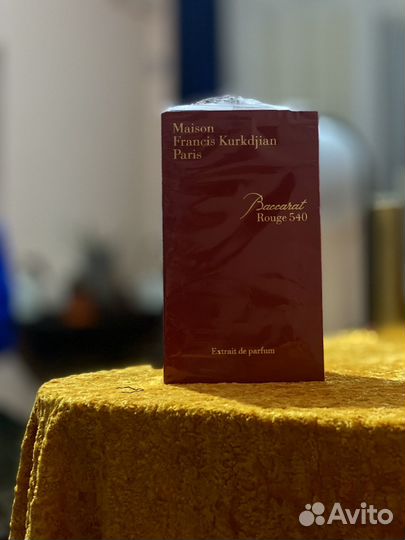 Maison
Francis Kurkdjian
Paris
Baccarat
Rouge 540
Extrait de parfum
Avito